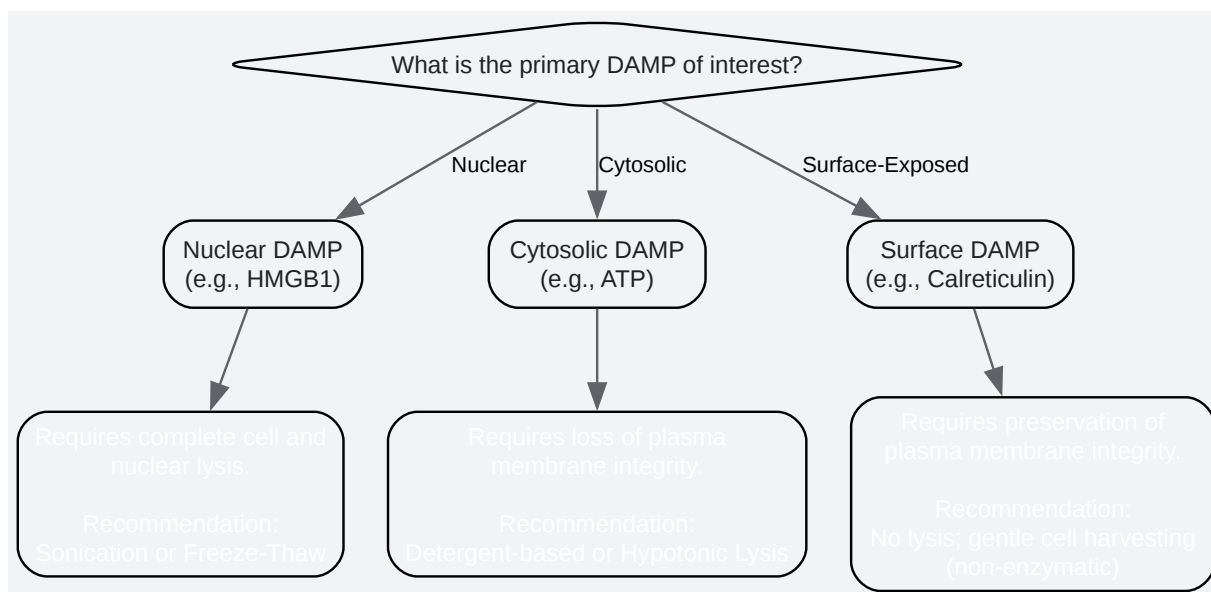 What is the primary DAMP of interest?
Nuclear
Cytosolic
Surface-Exposed
Nuclear DAMP
(e.g., HMGB1)
Cytosolic DAMP
(e.g., ATP)
Surface DAMP
(e.g., Calreticulin)
Requires complete cell and
nuclear lysis.
Recommendation:
Sonication or Freeze-Thaw
Requires loss of plasma
membrane integrity.
Recommendation:
Detergent-based or Hypotonic Lysis
Requires preservation of
plasma membrane integrity.
Recommendation:
No lysis; gentle cell harvesting
(non-enzymatic)